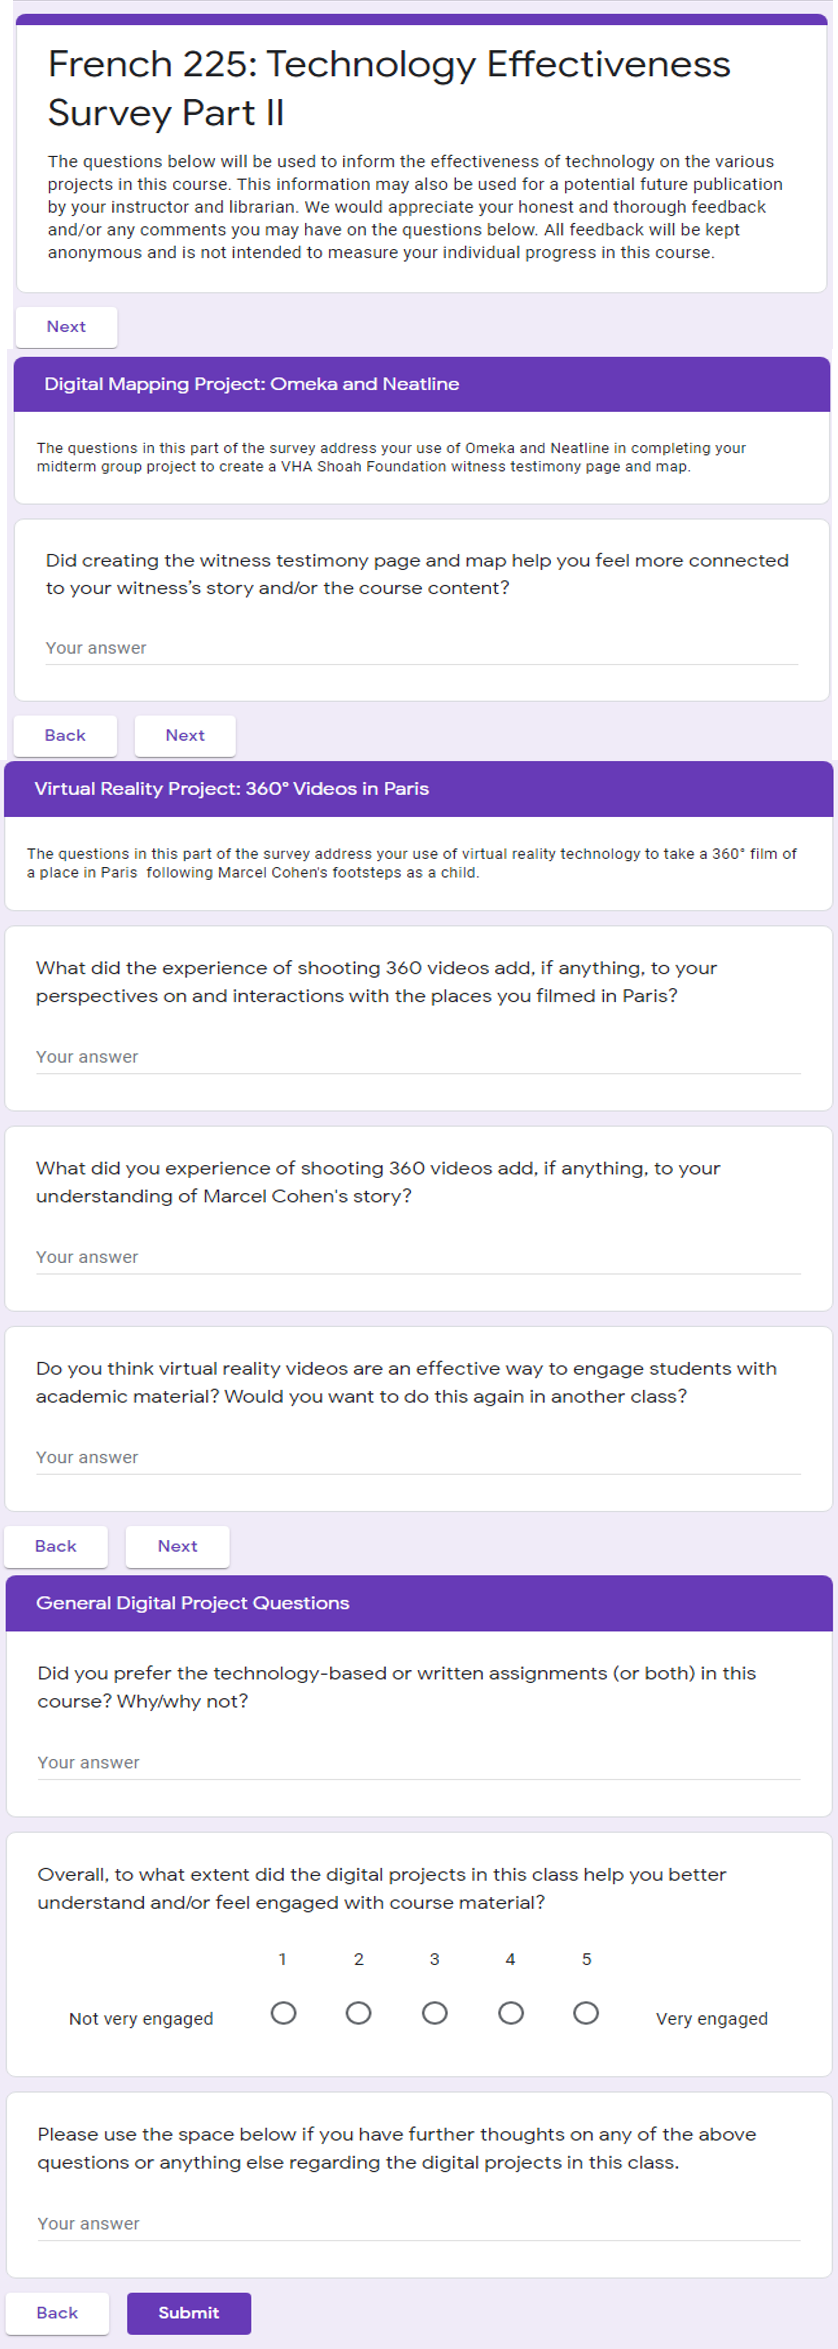 French 225: Technology Effectiveness
Survey Part II
The questions below will be used to inform the effectiveness of technology on the various
projects in this course. This information may also be used for a potential future publication
by your instructor and librarian. We would appreciate your honest and thorough feedback
and/or any comments you may have on the questions below. All feedback will be kept
anonymous and is not intended to measure your individual progress in this course.
Next
Digital Mapping Project: Omeka and Neatline
The questions in this part of the survey address your use of Omeka and Neatline in completing your
midterm group project to create a VHA Shoah Foundation witness testimony page and map.
Did creating the witness testimony page and map help you feel more connected
to your witness's story and/or the course content?
Your answer
Back Next
Virtual Reality Project: 360° Videos in Paris
The questions in this part of the survey address your use of virtual reality technology to take a 360° film of
a place in Paris  following Marcel Cohen's footsteps as a child.
What did the experience of shooting 360 videos add, if anything, to your
perspectives on and interactions with the places you filmed in Paris?
Your answer
What did you experience of shooting 360 videos add, if anything, to your
understanding of Marcel Cohen's story?
Your answer
Do you think virtual reality videos are an effective way to engage students with
academic material? Would you want to do this again in another class?
Your answer
Back Next
General Digital Project Questions
Did you prefer the technology-based or written assignments (or both) in this
course? Why/why not?
Your answer
Overall, to what extent did the digital projects in this class help you better
understand and/or feel engaged with course material?
1 2 3 4 5
Not very engaged Very engaged
Please use the space below if you have further thoughts on any of the above
questions or anything else regarding the digital projects in this class.
Your answer
Back Submit